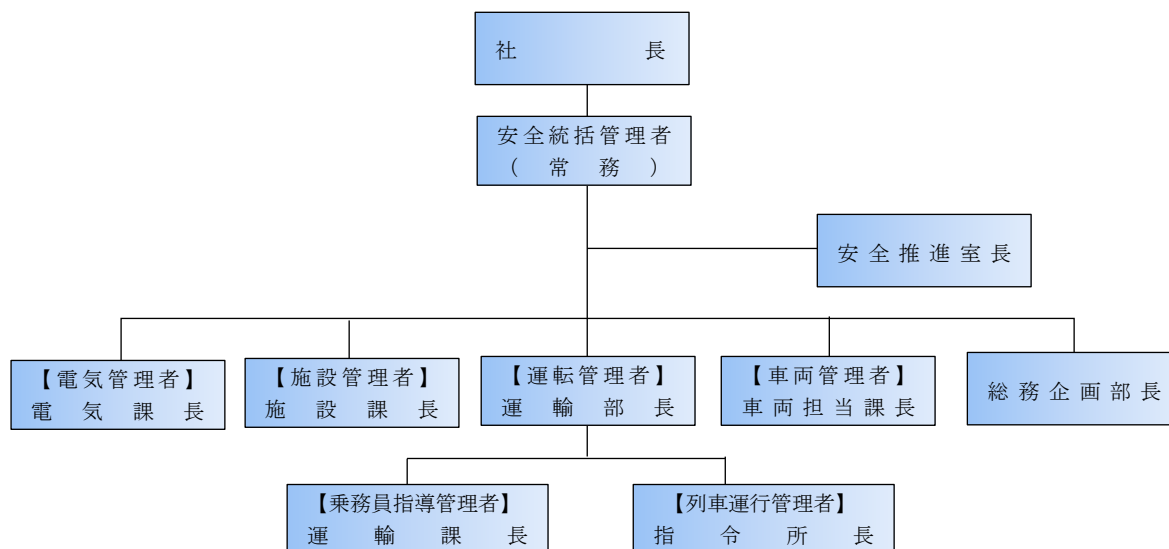 社長
安全統括管理者
(常務)
安全推進室長
【電気管理者】
電気課長
【施設管理者】
施設課長
【運転管理者】
運輸部長
【車両管理者】
車両担当課長
総務企画部長
【乗務員指導管理者】
運輸課長
【列車運行管理者】
指令所長